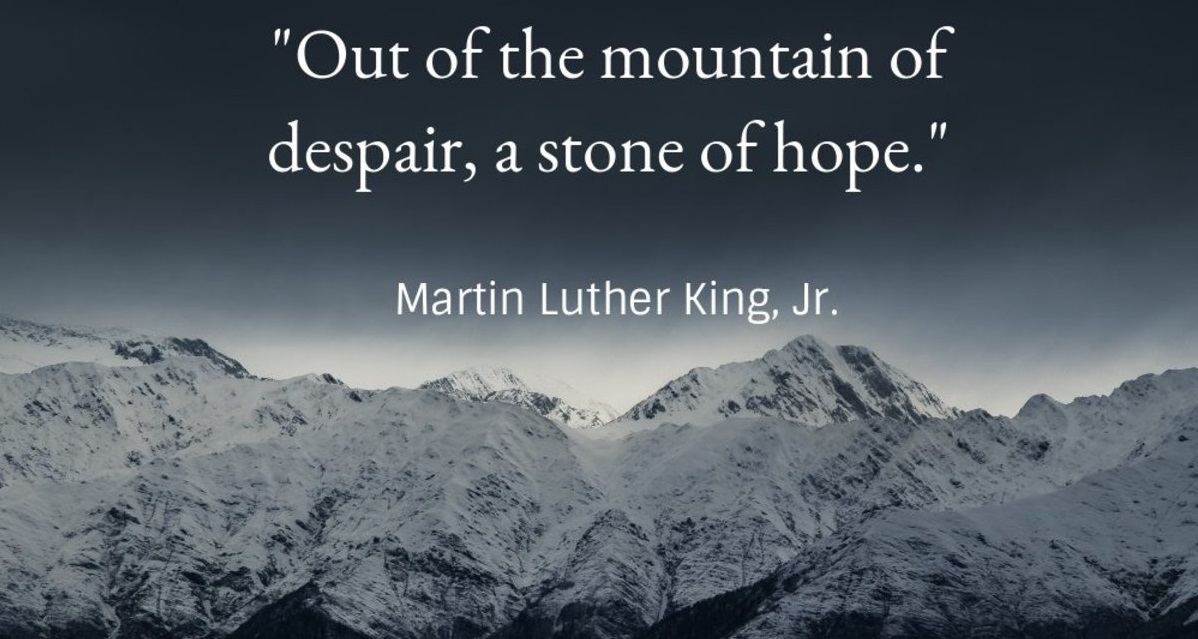 "Out of the mountain of
despair, a stone of hope."
Martin Luther King, Jr.